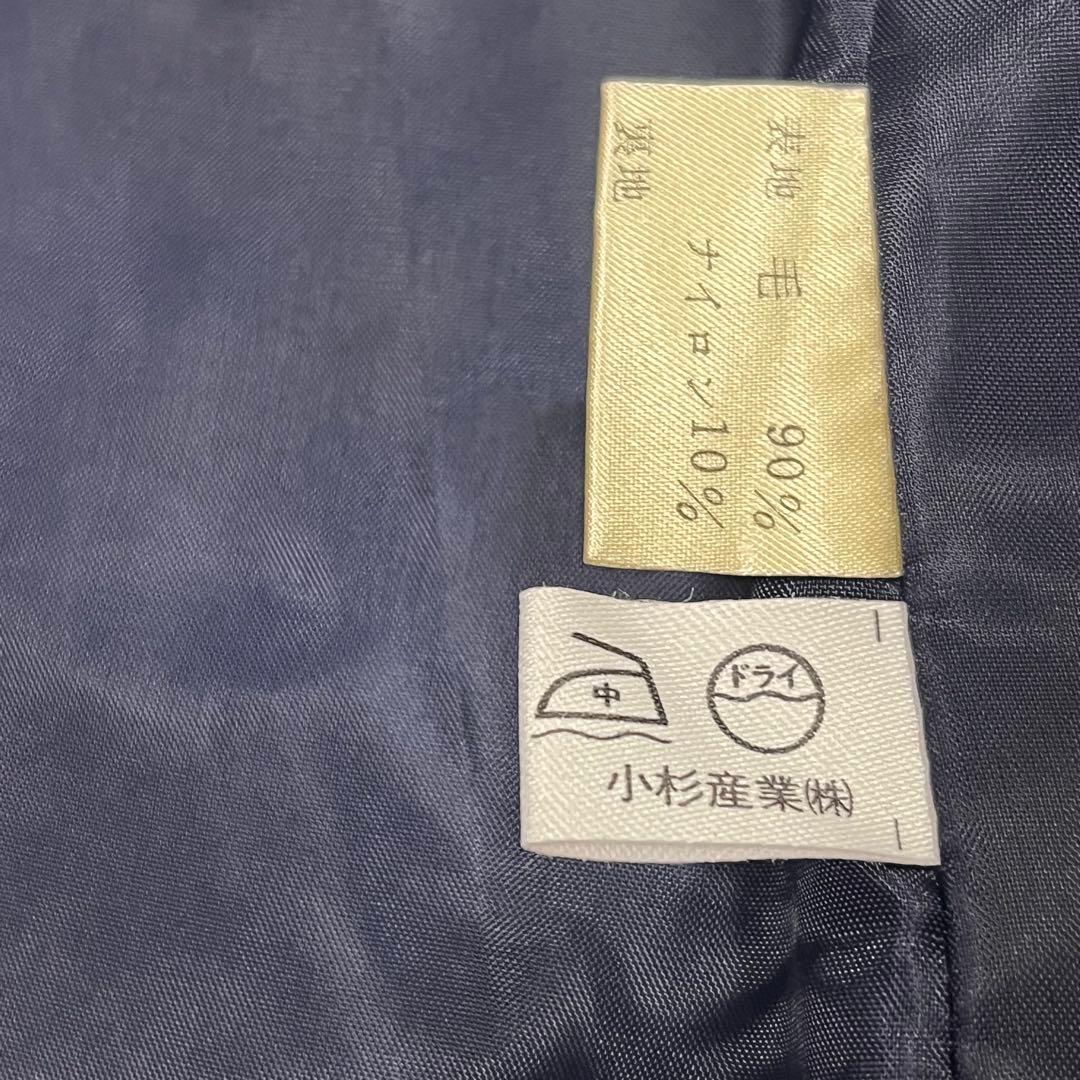 表地 毛 90%
ナイロン10%
裏地
中
ドライ
小杉産業㈱